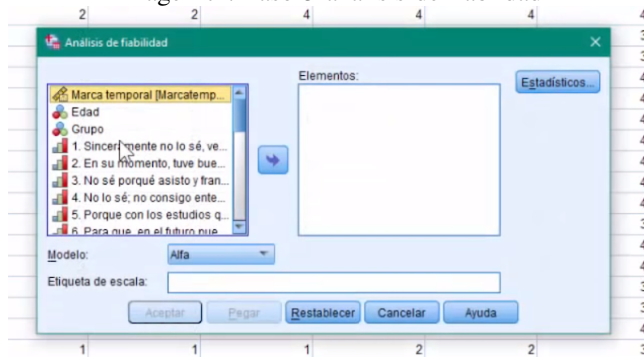 2 2 4 4
Análisis de fiabilidad
Elementos:
Estadísticos...
Marca temporal [Marcatemp...
Edad
Grupo
1. Sinceramente no lo sé, ve...
2. En su momento, tuve bue...
3. No sé porqué asisto y fran...
4. No lo sé; no consigo ente...
5. Porque con los estudios q...
6. Para que, en el futuro pue...
Modelo: Alfa
Etiqueta de escala:
Aceptar Pegar Restablecer Cancelar Ayuda
1 1 1 2 2